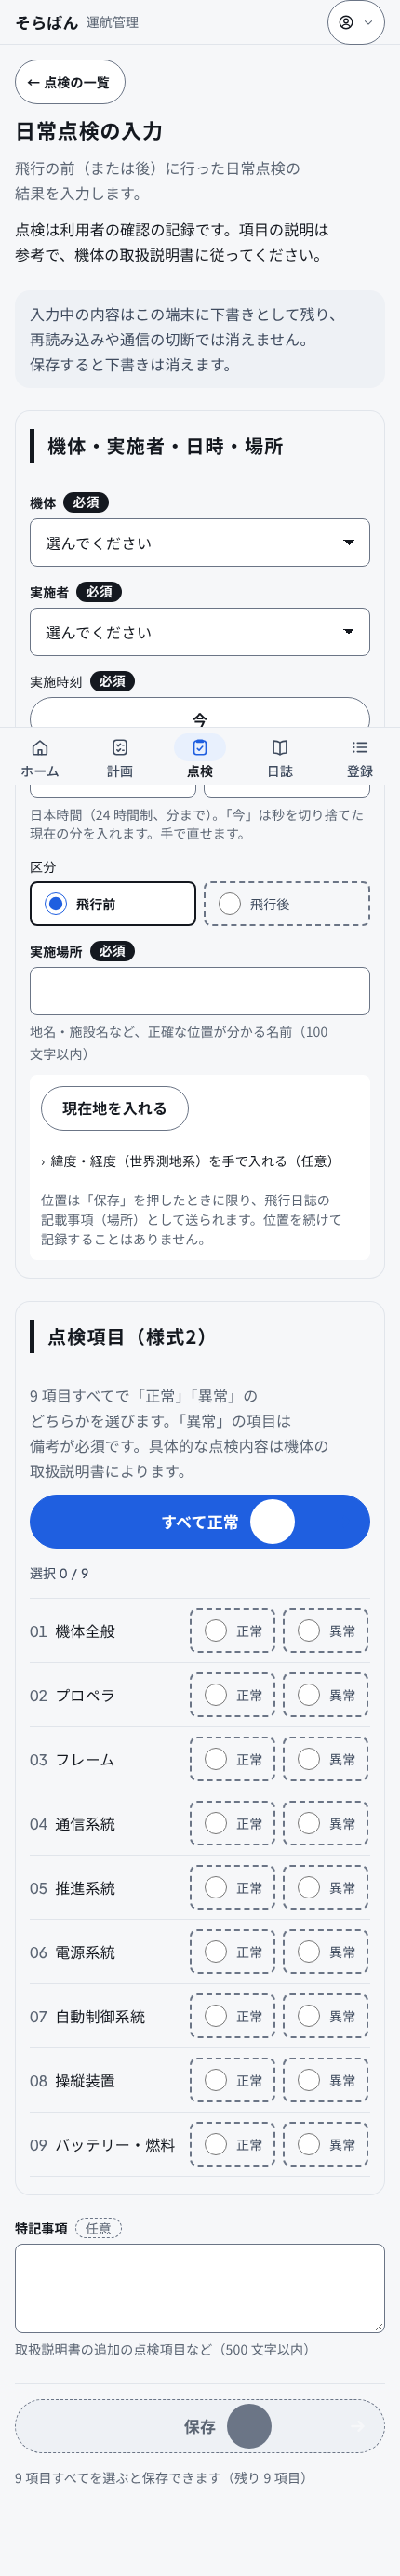 そらばん 運航管理
← 点検の一覧
日常点検の入力
飛行の前（または後）に行った日常点検の
結果を入力します。
点検は利用者の確認の記録です。項目の説明は
参考で、機体の取扱説明書に従ってください。
入力中の内容はこの端末に下書きとして残り、
再読み込みや通信の切断では消えません。
保存すると下書きは消えます。
機体・実施者・日時・場所
機体 必須
選んでください
実施者 必須
選んでください
実施時刻 必須
今
ホーム 計画 点検 日誌 登録
日本時間（24 時間制、分まで）。「今」は秒を切り捨てた
現在の分を入れます。手で直せます。
区分
飛行前 飛行後
実施場所 必須
地名・施設名など、正確な位置が分かる名前（100
文字以内）
現在地を入れる
› 緯度・経度（世界測地系）を手で入れる（任意）
位置は「保存」を押したときに限り、飛行日誌の
記載事項（場所）として送られます。位置を続けて
記録することはありません。
点検項目（様式2）
9 項目すべてで「正常」「異常」の
どちらかを選びます。「異常」の項目は
備考が必須です。具体的な点検内容は機体の
取扱説明書によります。
すべて正常
選択 0 / 9
01 機体全般 正常 異常
02 プロペラ 正常 異常
03 フレーム 正常 異常
04 通信系統 正常 異常
05 推進系統 正常 異常
06 電源系統 正常 異常
07 自動制御系統 正常 異常
08 操縦装置 正常 異常
09 バッテリー・燃料 正常 異常
特記事項 任意
取扱説明書の追加の点検項目など（500 文字以内）
保存
9 項目すべてを選ぶと保存できます（残り 9 項目）